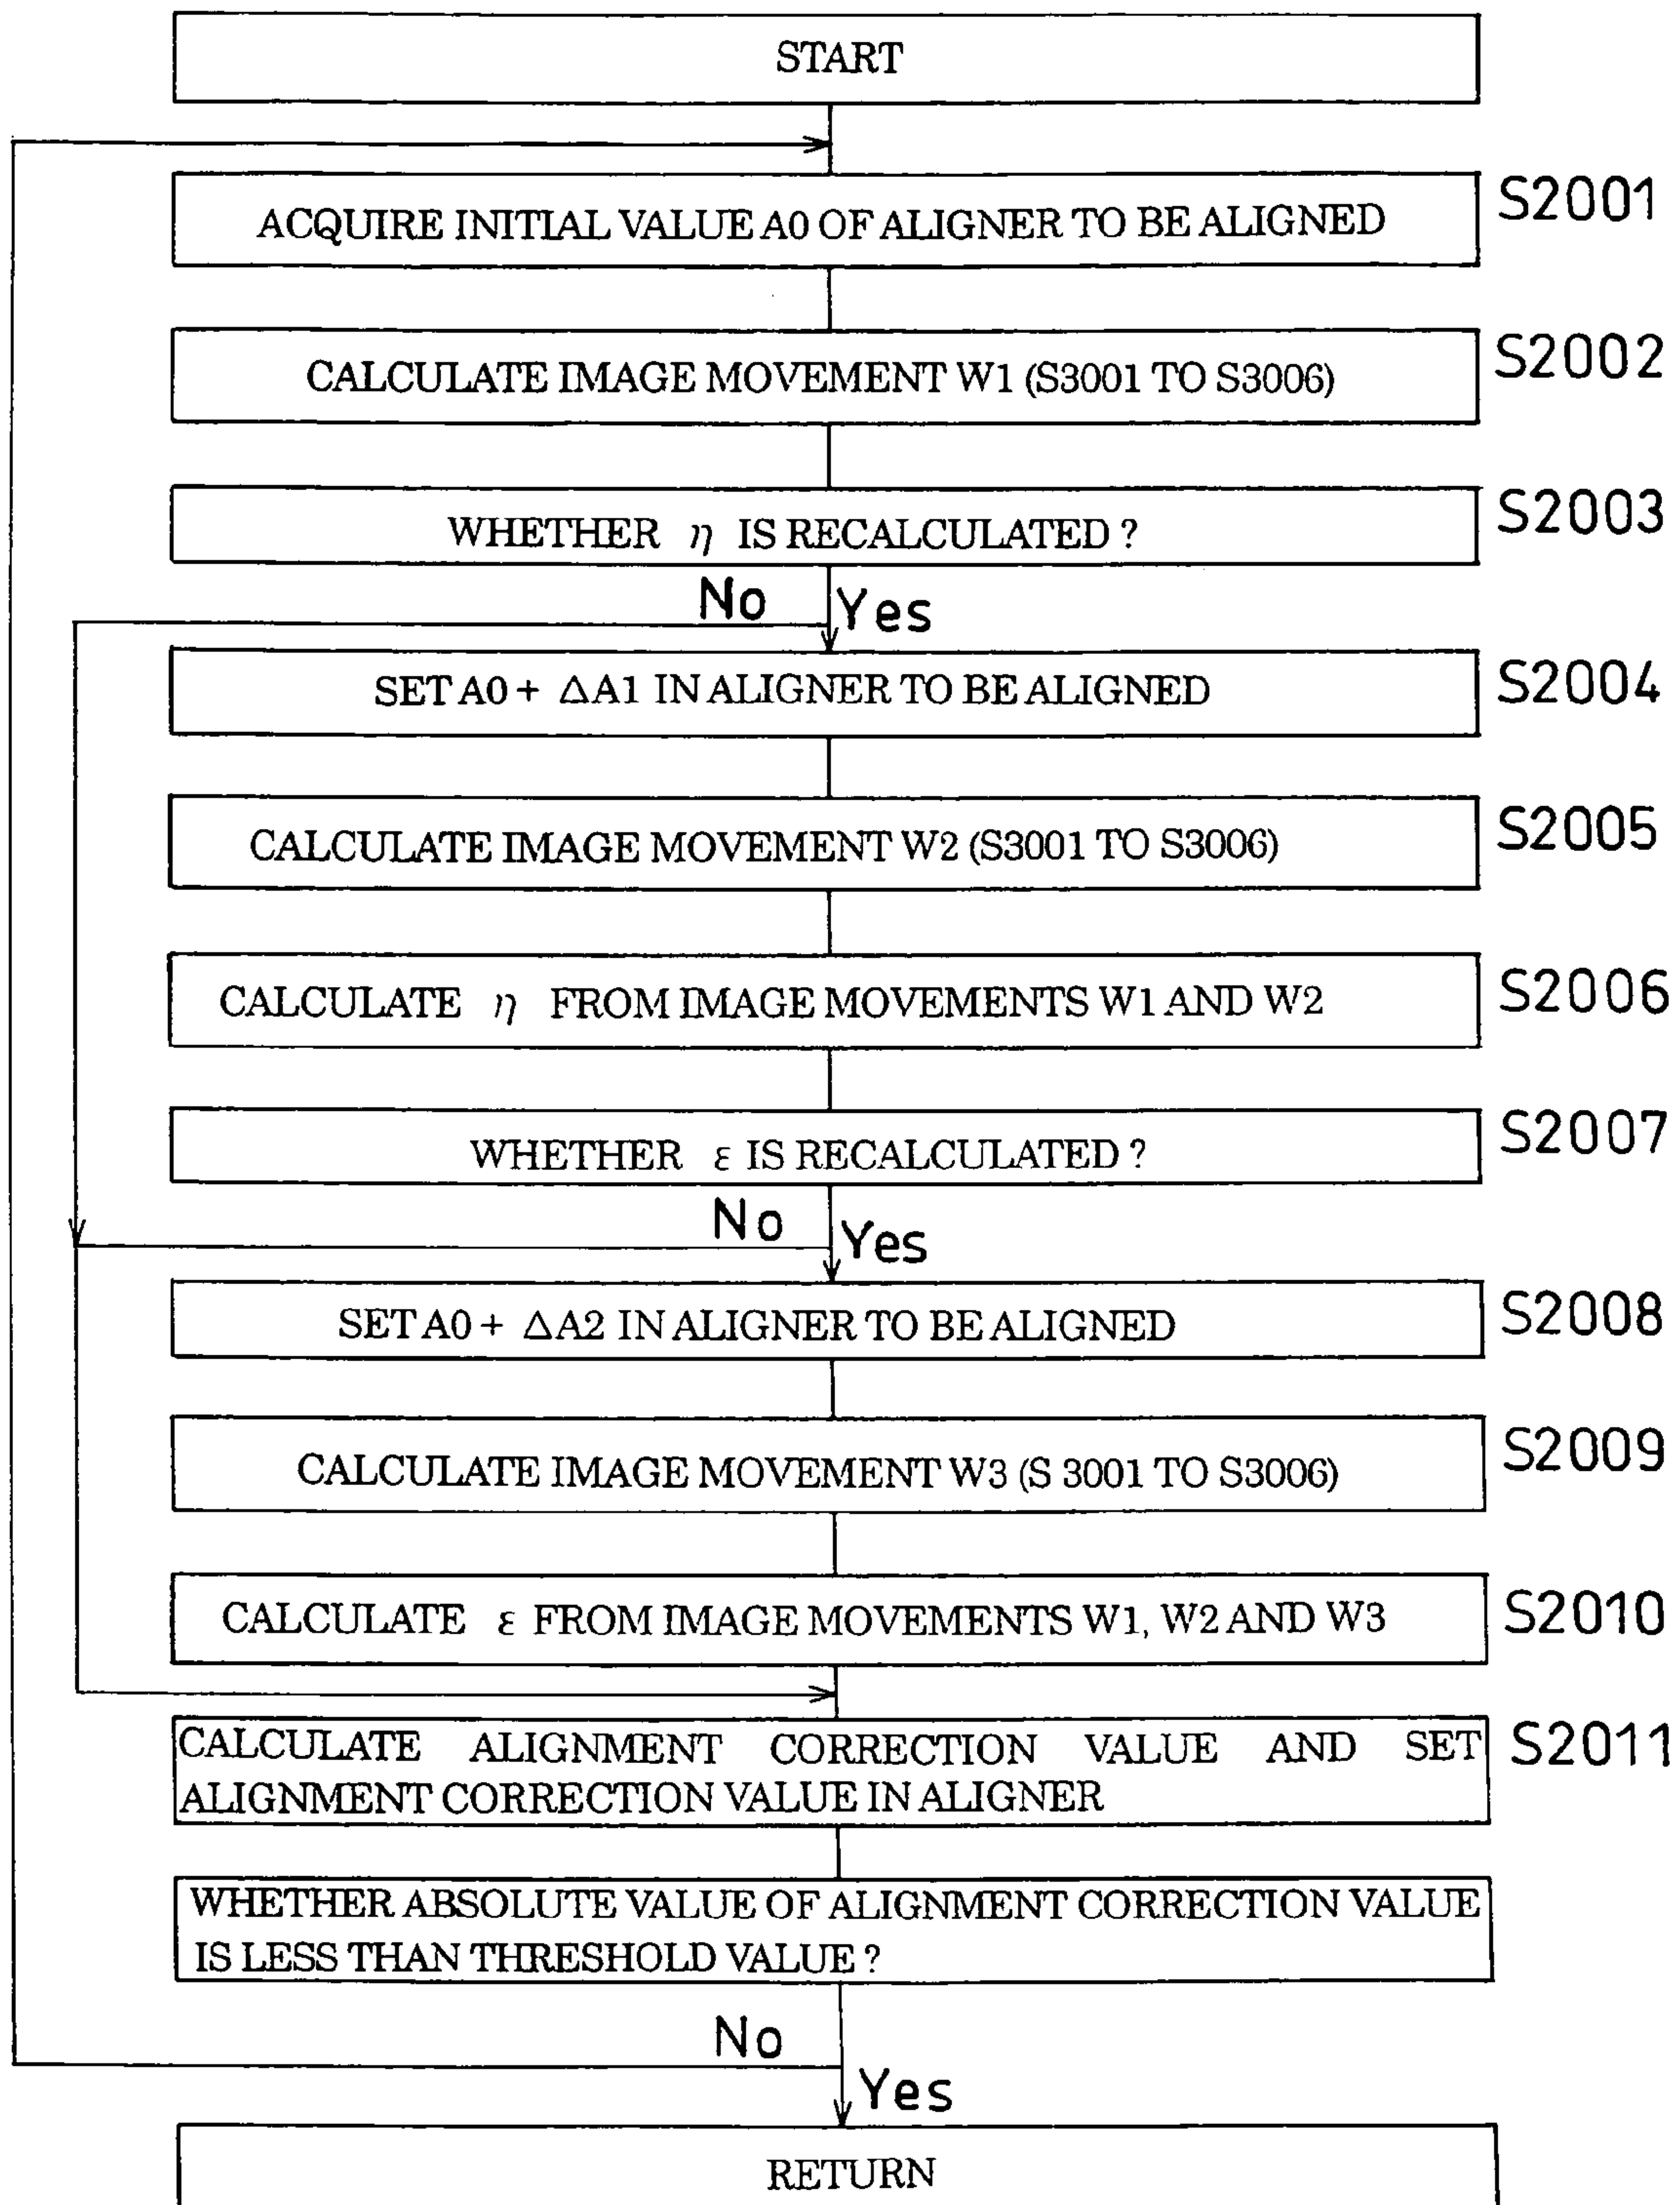 START
ACQUIRE INITIAL VALUE A0 OF ALIGNER TO BE ALIGNED
S2001
CALCULATE IMAGE MOVEMENT W1 (S3001 TO S3006)
S2002
WHETHER η IS RECALCULATED ?
S2003
No
Yes
SET A0 + ΔA1 IN ALIGNER TO BE ALIGNED
S2004
CALCULATE IMAGE MOVEMENT W2 (S3001 TO S3006)
S2005
CALCULATE η FROM IMAGE MOVEMENTS W1 AND W2
S2006
WHETHER ε IS RECALCULATED ?
S2007
No
Yes
SET A0 + ΔA2 IN ALIGNER TO BE ALIGNED
S2008
CALCULATE IMAGE MOVEMENT W3 (S 3001 TO S3006)
S2009
CALCULATE ε FROM IMAGE MOVEMENTS W1, W2 AND W3
S2010
CALCULATE ALIGNMENT CORRECTION VALUE AND SET
ALIGNMENT CORRECTION VALUE IN ALIGNER
S2011
WHETHER ABSOLUTE VALUE OF ALIGNMENT CORRECTION VALUE
IS LESS THAN THRESHOLD VALUE ?
No
Yes
RETURN